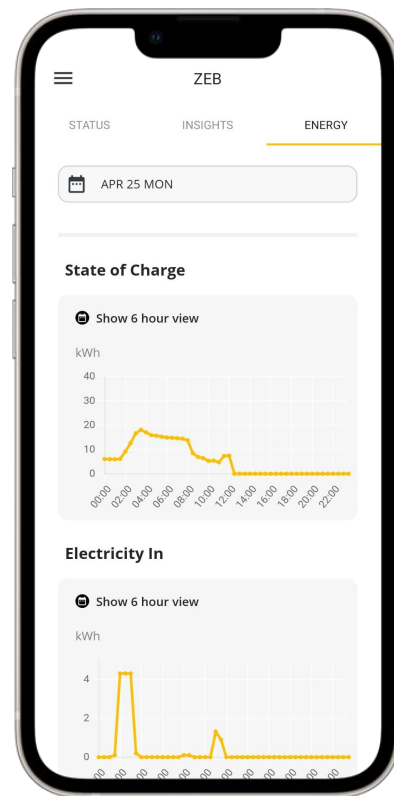 ZEB
STATUS INSIGHTS ENERGY
APR 25 MON
State of Charge
Show 6 hour view
kWh
40
30
20
10
0
00:00 02:00 04:00 06:00 08:00 10:00 12:00 14:00 16:00 18:00 20:00 22:00
Electricity In
Show 6 hour view
kWh
4
2
0